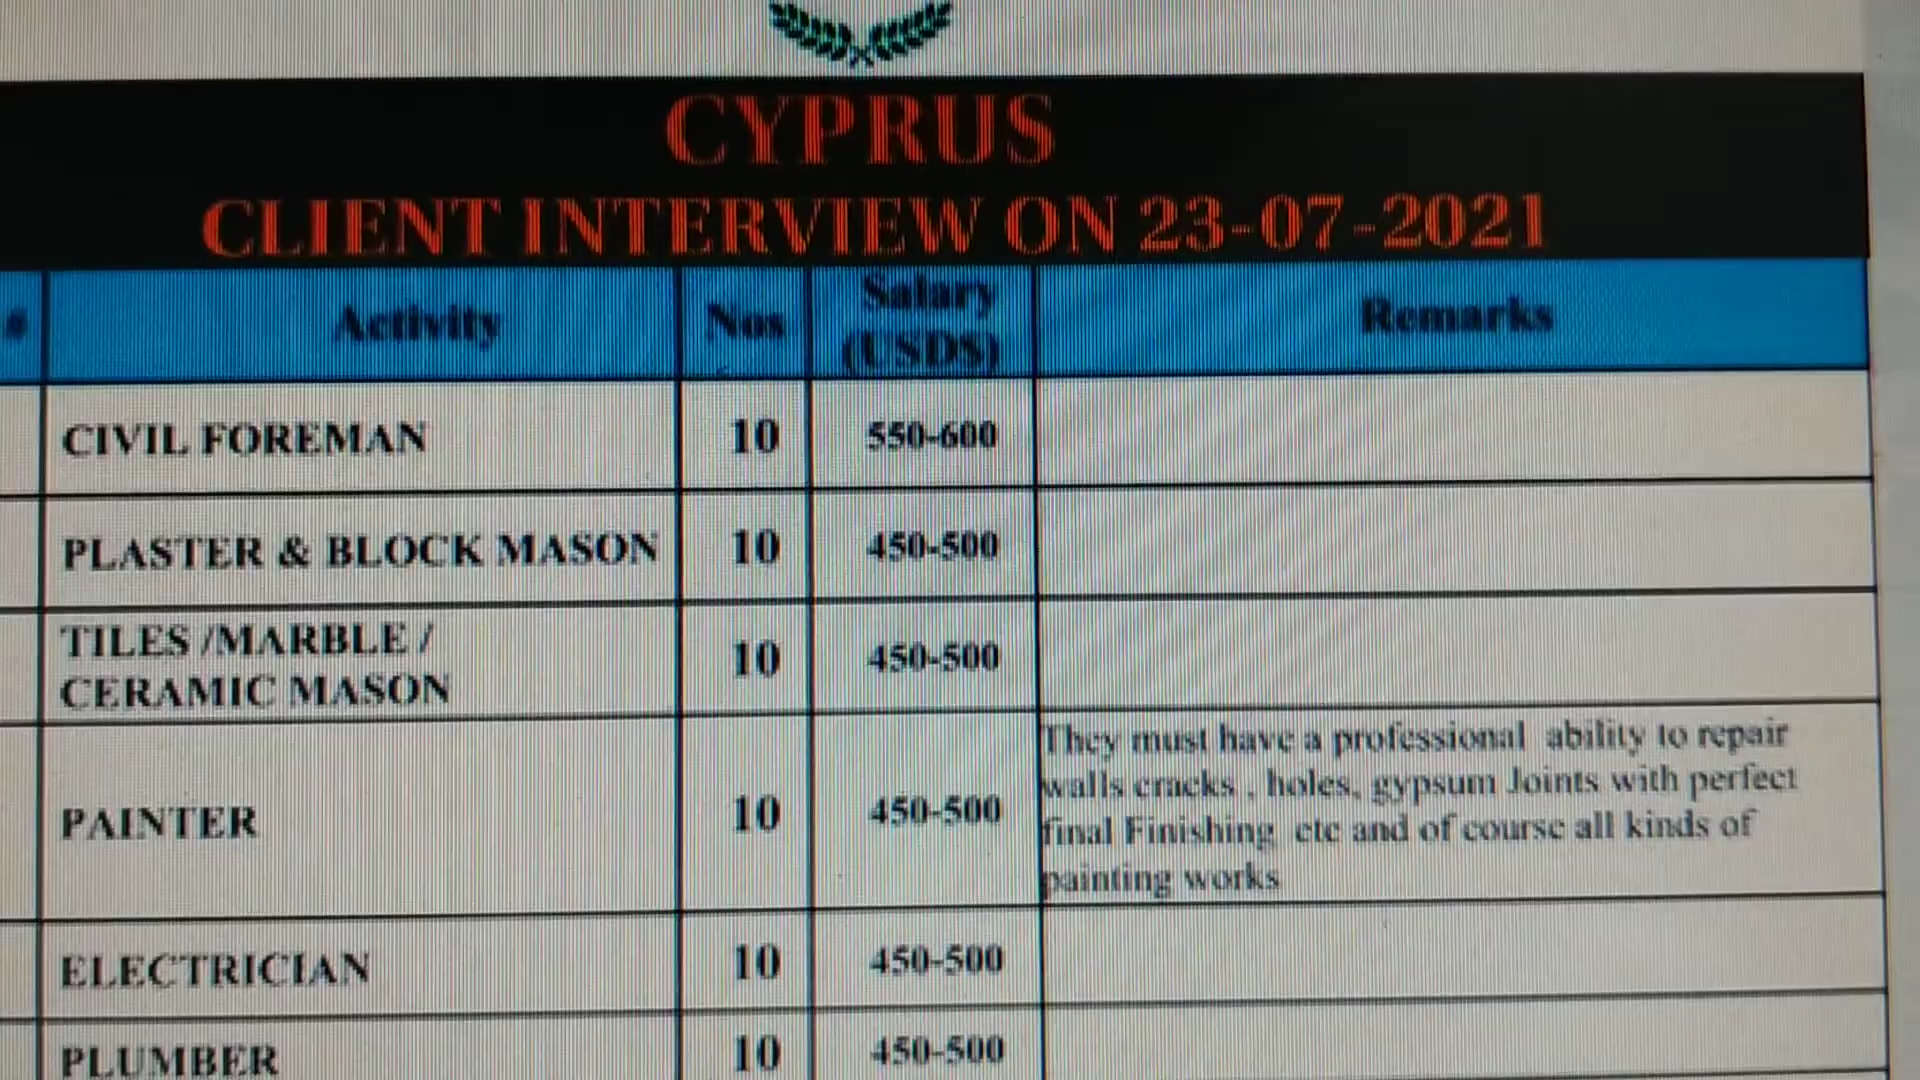 CYPRUS
CLIENT INTERVIEW ON 23-07-2021
# Activity Nos Salary (USDS) Remarks
CIVIL FOREMAN 10 550-600
PLASTER & BLOCK MASON 10 450-500
TILES /MARBLE /
CERAMIC MASON 10 450-500
PAINTER 10 450-500
They must have a professional ability to repair
walls cracks , holes, gypsum Joints with perfect
final Finishing etc and of course all kinds of
painting works
ELECTRICIAN 10 450-500
PLUMBER 10 450-500